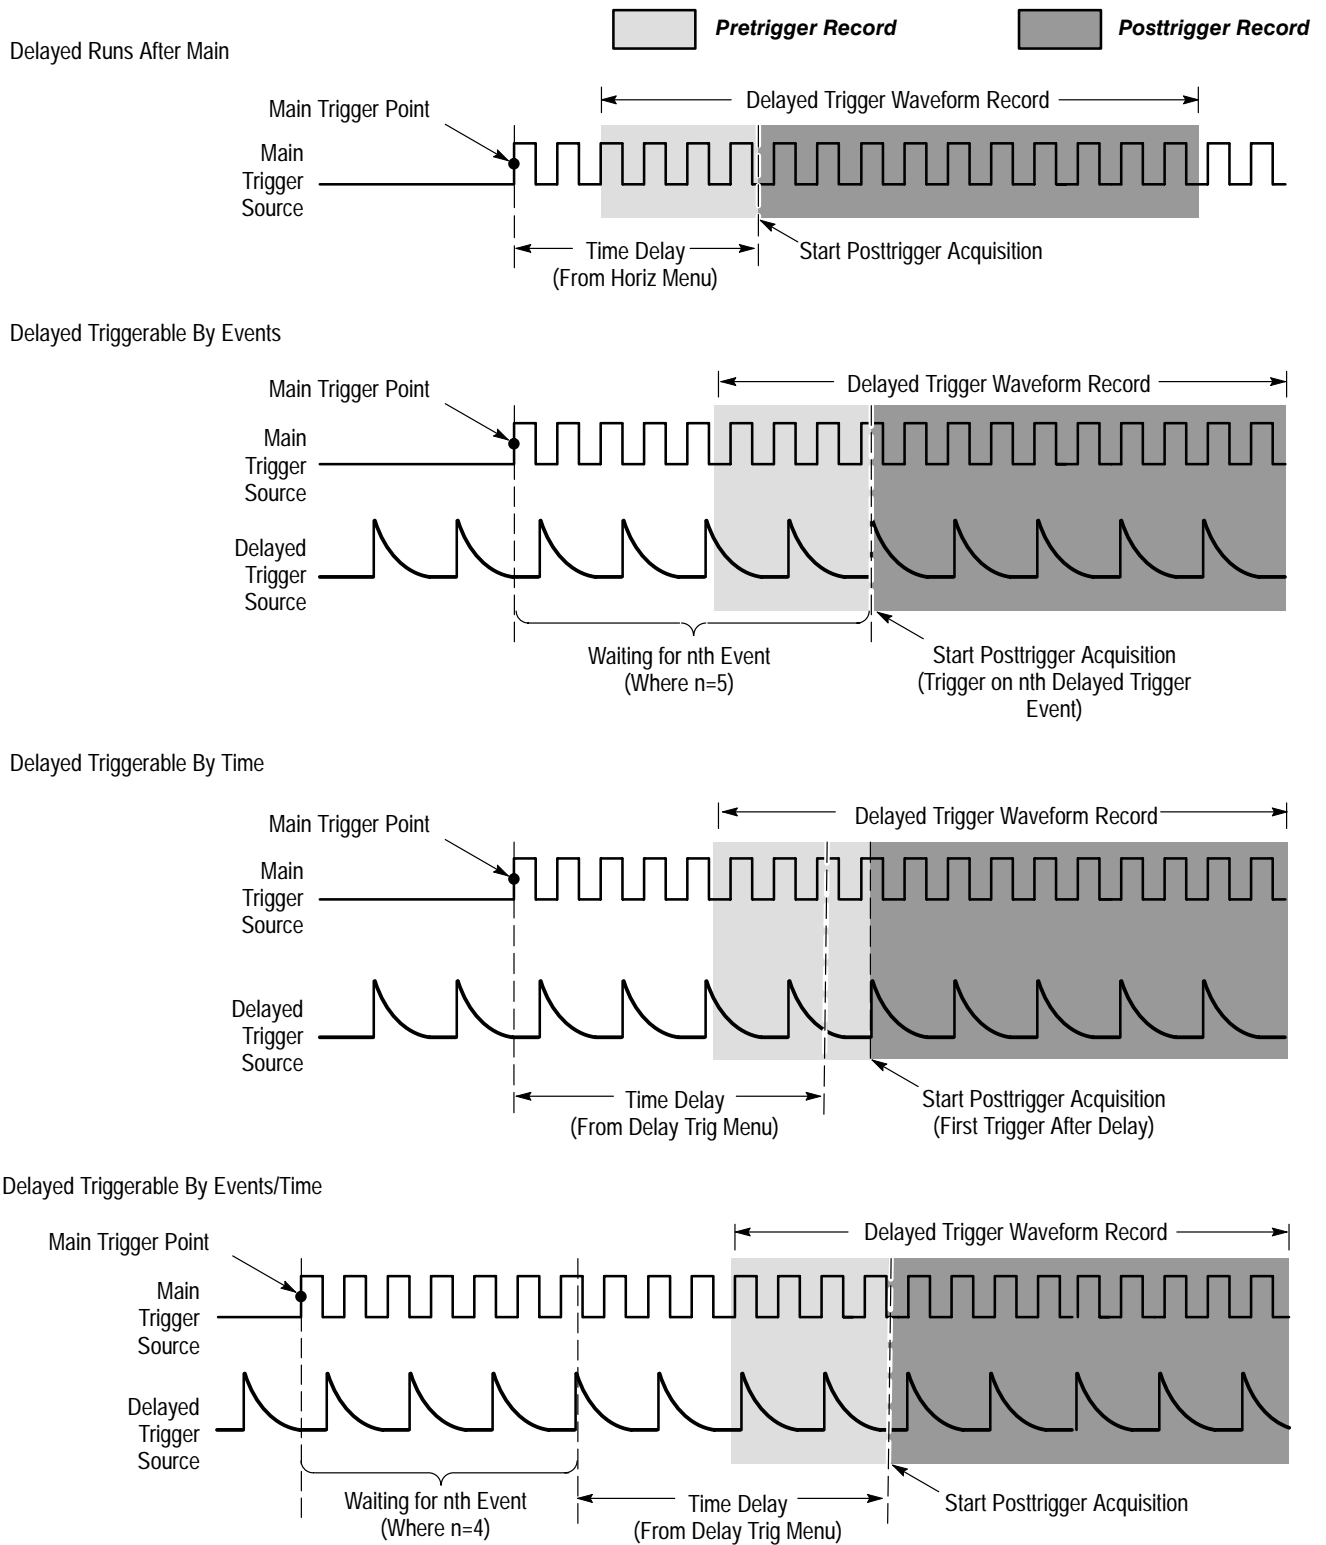 Pretrigger Record
Posttrigger Record
Delayed Runs After Main
Delayed Trigger Waveform Record
Main Trigger Point
Main
Trigger
Source
Time Delay
(From Horiz Menu)
Start Posttrigger Acquisition
Delayed Triggerable By Events
Delayed Trigger Waveform Record
Main Trigger Point
Main
Trigger
Source
Delayed
Trigger
Source
Waiting for nth Event
(Where n=5)
Start Posttrigger Acquisition
(Trigger on nth Delayed Trigger
Event)
Delayed Triggerable By Time
Delayed Trigger Waveform Record
Main Trigger Point
Main
Trigger
Source
Delayed
Trigger
Source
Time Delay
(From Delay Trig Menu)
Start Posttrigger Acquisition
(First Trigger After Delay)
Delayed Triggerable By Events/Time
Delayed Trigger Waveform Record
Main Trigger Point
Main
Trigger
Source
Delayed
Trigger
Source
Waiting for nth Event
(Where n=4)
Time Delay
(From Delay Trig Menu)
Start Posttrigger Acquisition